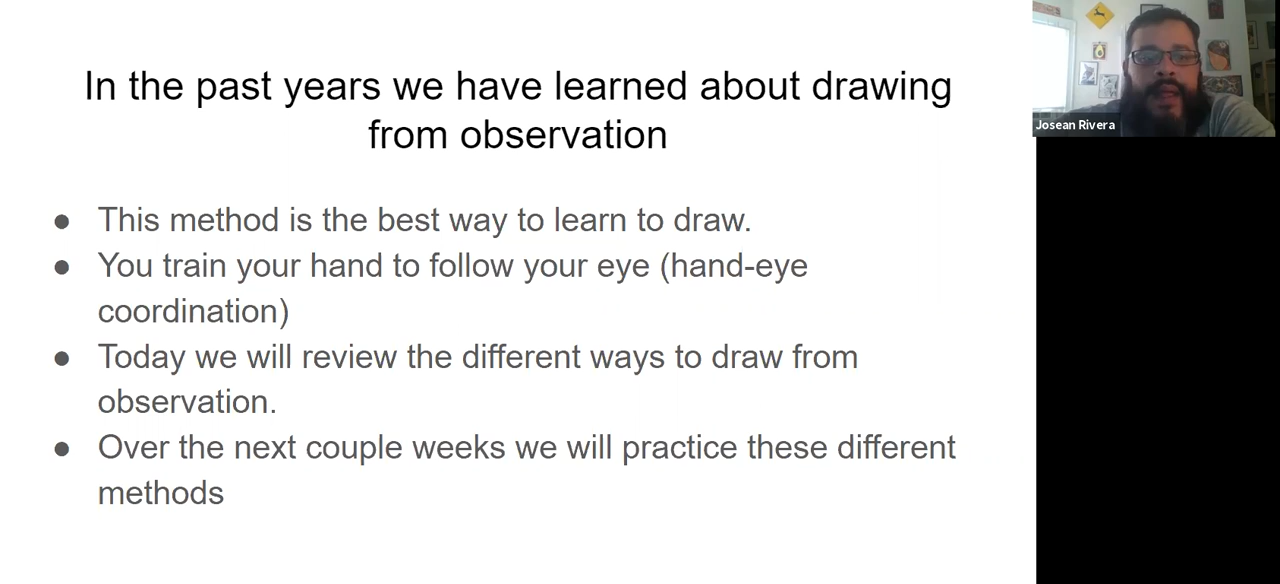 In the past years we have learned about drawing
from observation
● This method is the best way to learn to draw.
● You train your hand to follow your eye (hand-eye
coordination)
● Today we will review the different ways to draw from
observation.
● Over the next couple weeks we will practice these different
methods
Josean Rivera